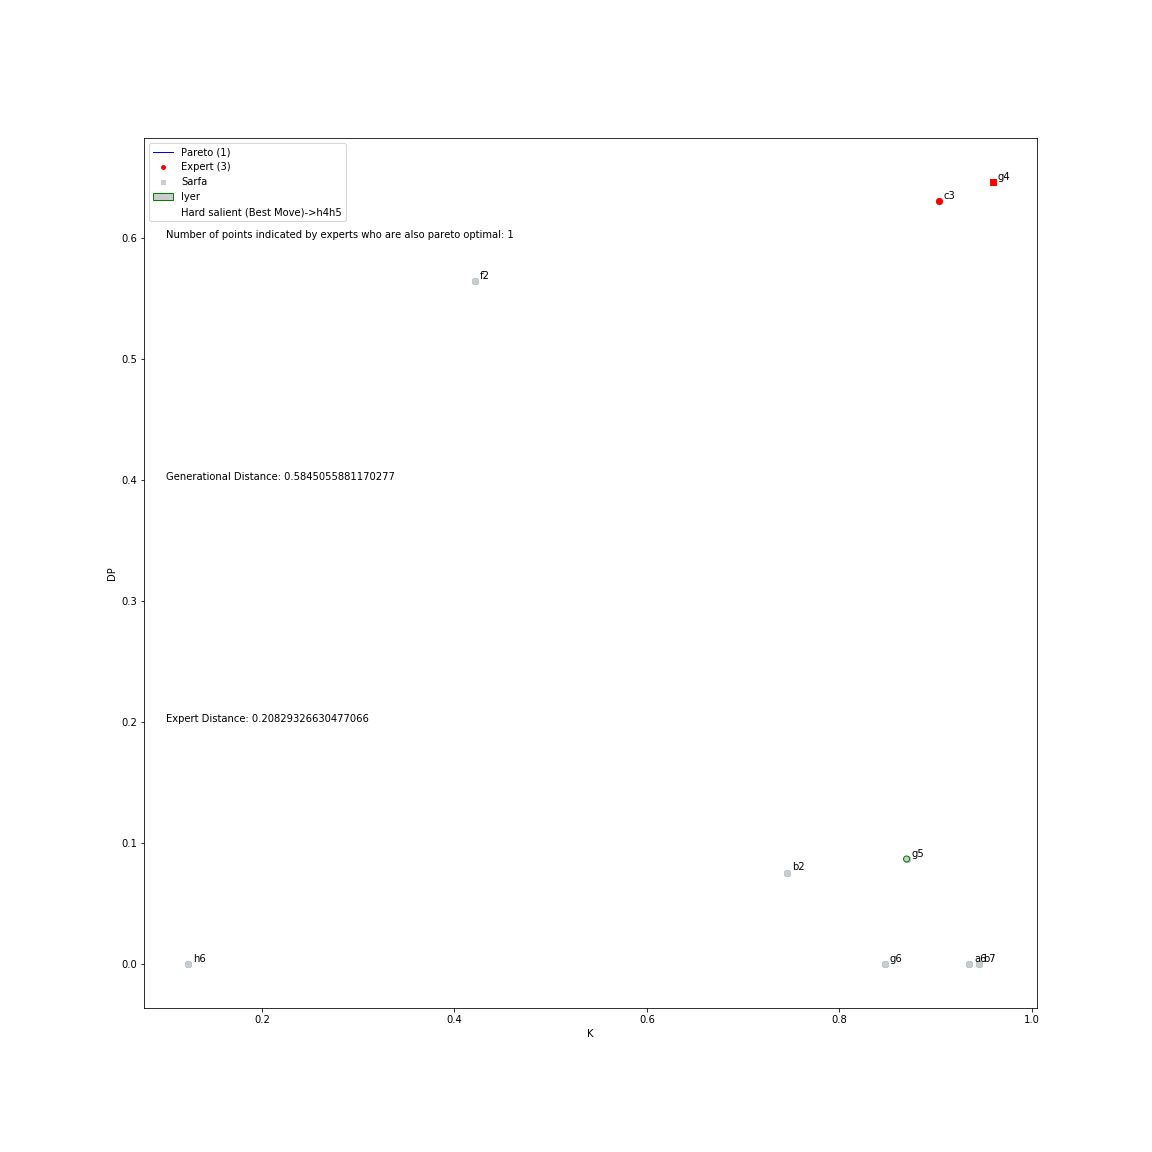 Pareto (1)
Expert (3)
Sarfa
Iyer
Hard salient (Best Move)->h4h5
g4
c3
Number of points indicated by experts who are also pareto optimal: 1
f2
Generational Distance: 0.5845055881170277
Expert Distance: 0.20829326630477066
g5
b2
h6
g6
a6
b7
0.6
0.5
0.4
0.3
0.2
0.1
0.0
DP
0.2
0.4
0.6
0.8
1.0
K